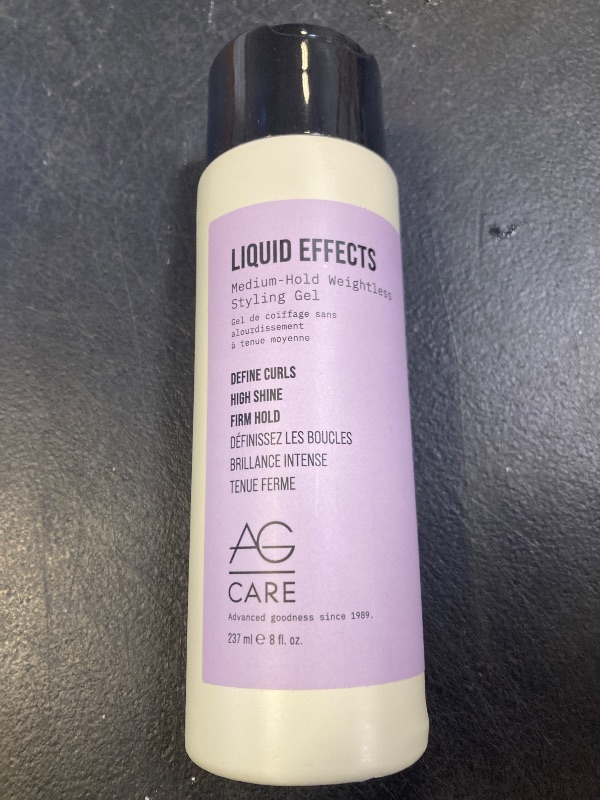 LIQUID EFFECTS
Medium-Hold Weightless
Styling Gel
Gel de coiffage sans
alourdissement
à tenue moyenne
DEFINE CURLS
HIGH SHINE
FIRM HOLD
DÉFINISSEZ LES BOUCLES
BRILLANCE INTENSE
TENUE FERME
AG
CARE
Advanced goodness since 1989.
237 ml ℮ 8 fl. oz.